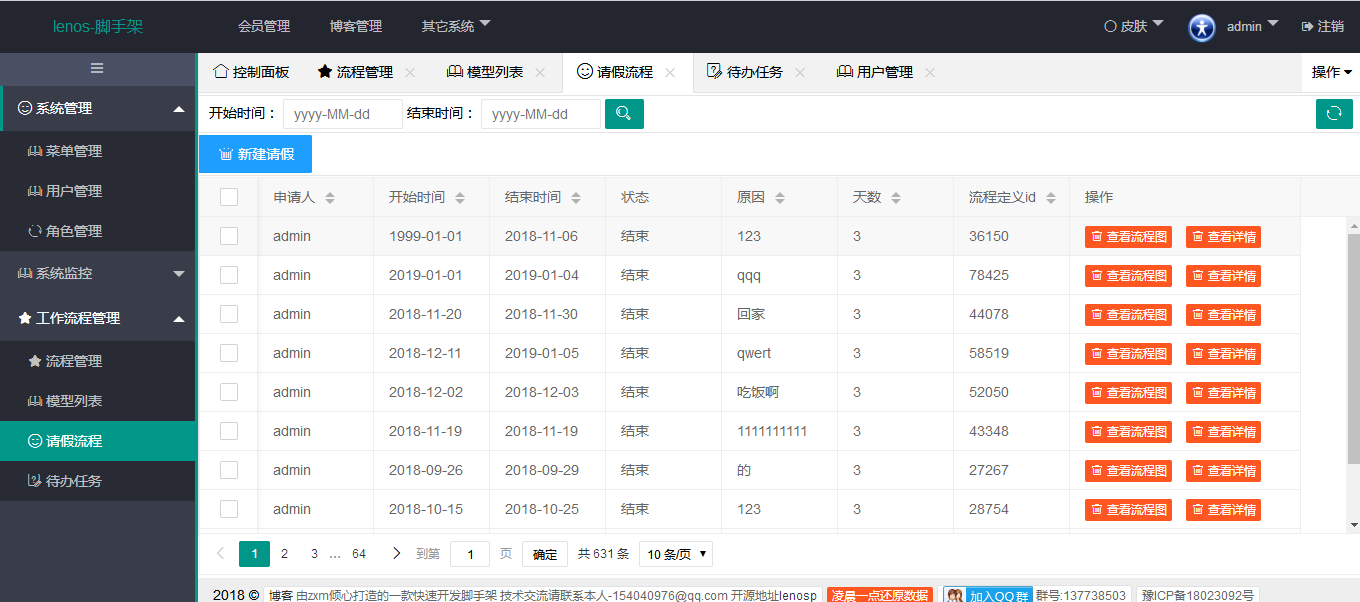 lenos-脚手架 会员管理 博客管理 其它系统 皮肤 admin 注销
控制面板 流程管理 模型列表 请假流程 待办任务 用户管理 操作
系统管理
菜单管理
用户管理
角色管理
系统监控
工作流程管理
流程管理
模型列表
请假流程
待办任务
开始时间： yyyy-MM-dd 结束时间： yyyy-MM-dd
新建请假
申请人 开始时间 结束时间 状态 原因 天数 流程定义id 操作
admin 1999-01-01 2018-11-06 结束 123 3 36150 查看流程图 查看详情
admin 2019-01-01 2019-01-04 结束 qqq 3 78425 查看流程图 查看详情
admin 2018-11-20 2018-11-30 结束 回家 3 44078 查看流程图 查看详情
admin 2018-12-11 2019-01-05 结束 qwert 3 58519 查看流程图 查看详情
admin 2018-12-02 2018-12-03 结束 吃饭啊 3 52050 查看流程图 查看详情
admin 2018-11-19 2018-11-19 结束 1111111111 3 43348 查看流程图 查看详情
admin 2018-09-26 2018-09-29 结束 的 3 27267 查看流程图 查看详情
admin 2018-10-15 2018-10-25 结束 123 3 28754 查看流程图 查看详情
1 2 3 … 64 到第 1 页 确定 共 631 条 10 条/页
2018 © 博客 由zxm倾心打造的一款快速开发脚手架 技术交流请联系本人-154040976@qq.com 开源地址lenosp 凌晨一点还原数据 加入QQ群 群号:137738503 豫ICP备18023092号